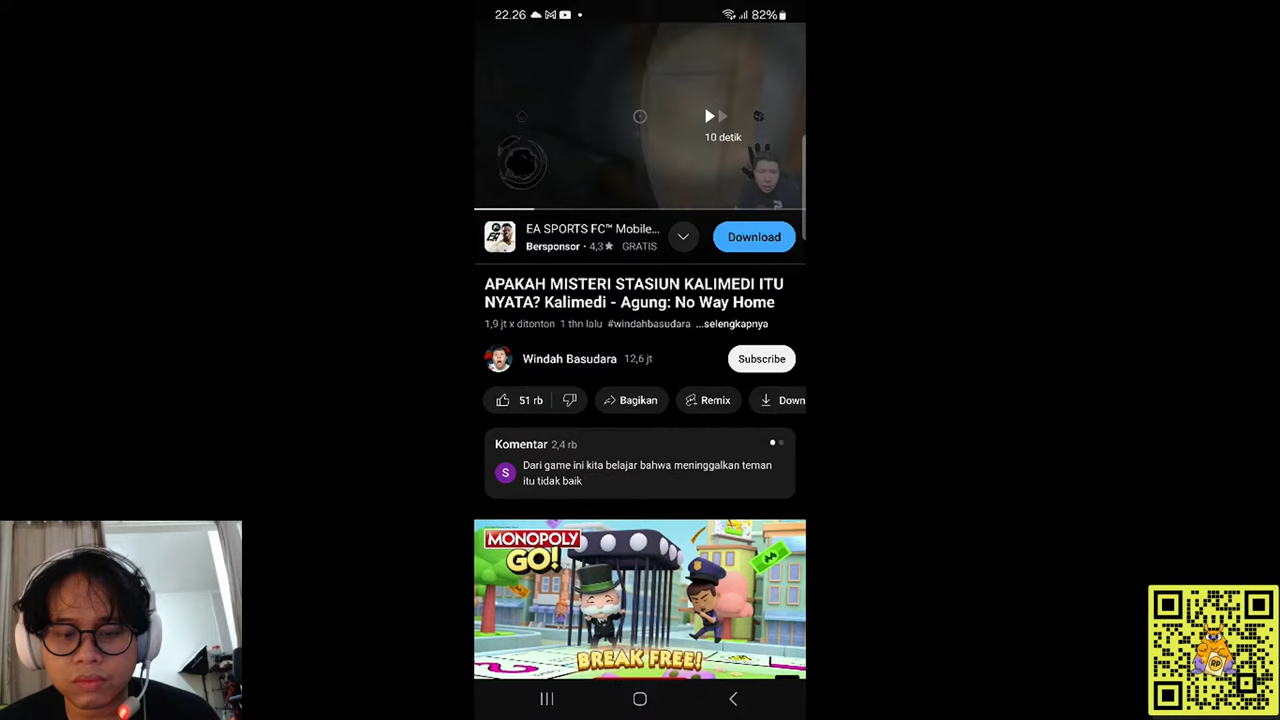 22.26
82%
10 detik
EA SPORTS FC™ Mobile...
Bersponsor • 4,3★ GRATIS
Download
APAKAH MISTERI STASIUN KALIMEDI ITU
NYATA? Kalimedi - Agung: No Way Home
1,9 jt x ditonton 1 thn lalu #windahbasudara ...selengkapnya
Windah Basudara 12,6 jt
Subscribe
51 rb
Bagikan
Remix
Down
Komentar 2,4 rb
S
Dari game ini kita belajar bahwa meninggalkan teman
itu tidak baik
MONOPOLY
GO!
BREAK FREE!
RP